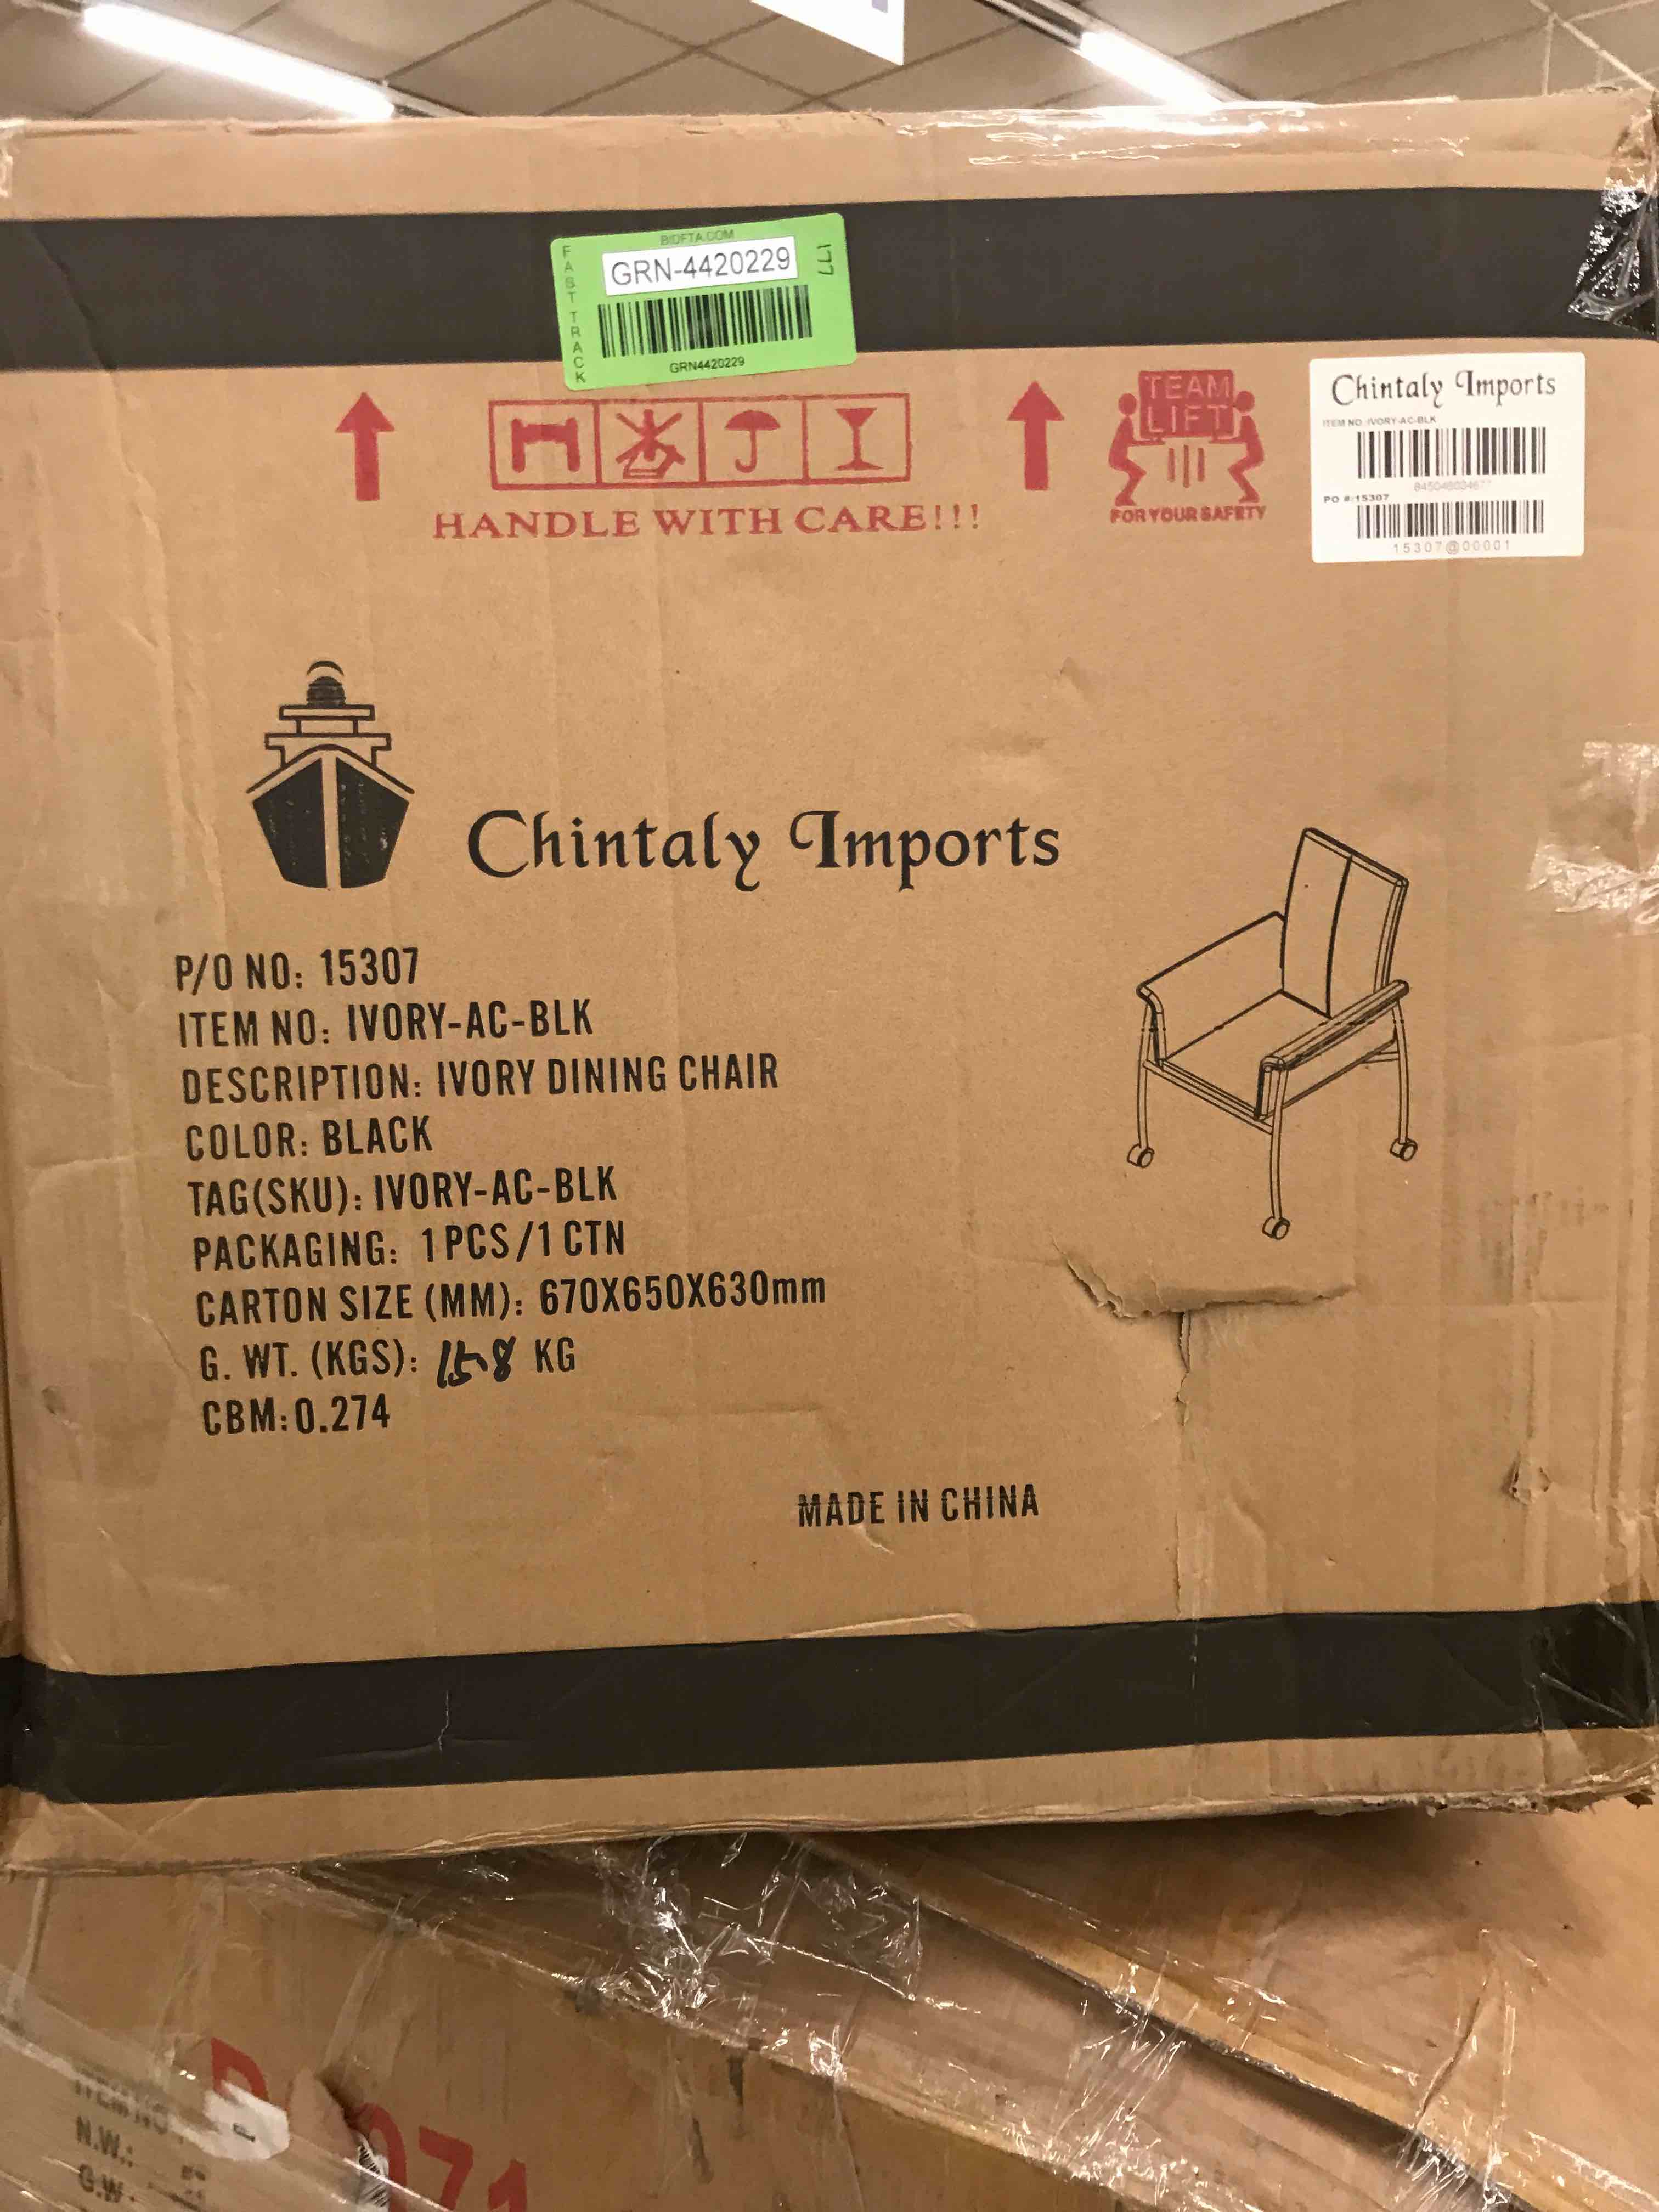 BIDFTA.COM
FAST TRACK
GRN-4420229
177
GRN4420229
HANDLE WITH CARE!!!
TEAM
LIFT
FOR YOUR SAFETY
Chintaly Imports
ITEM NO.:IVORY-AC-BLK
PO #:15307
15307@00001
Chintaly Imports
P/O NO: 15307
ITEM NO: IVORY-AC-BLK
DESCRIPTION: IVORY DINING CHAIR
COLOR: BLACK
TAG(SKU): IVORY-AC-BLK
PACKAGING: 1PCS/1CTN
CARTON SIZE (MM): 670X650X630mm
G. WT. (KGS): 15.8 KG
CBM:0.274
MADE IN CHINA
N.W.:
G.W.